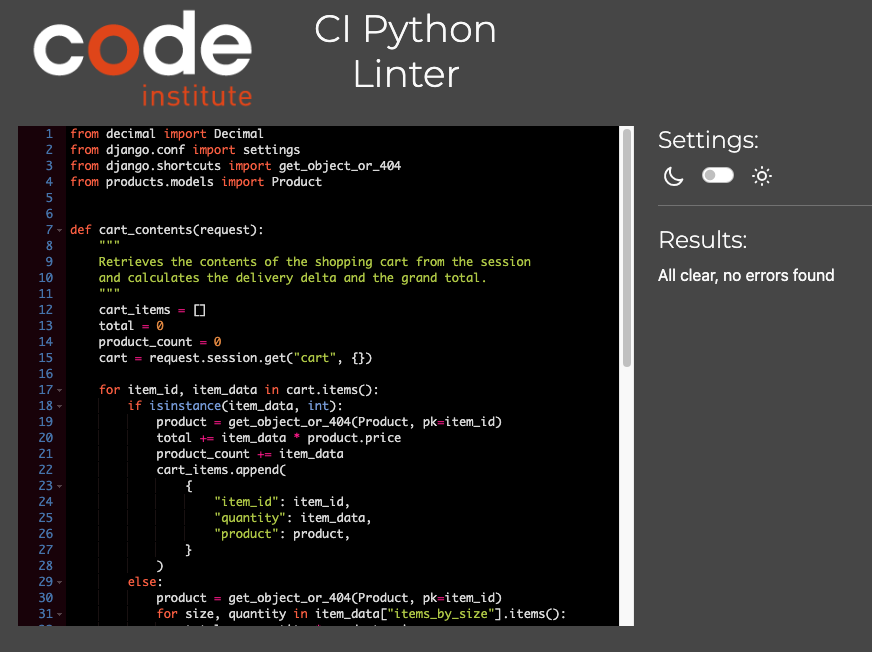 code
institute
CI Python
Linter
1 from decimal import Decimal
2 from django.conf import settings
3 from django.shortcuts import get_object_or_404
4 from products.models import Product
5
6
7 def cart_contents(request):
8     """
9     Retrieves the contents of the shopping cart from the session
10     and calculates the delivery delta and the grand total.
11     """
12     cart_items = []
13     total = 0
14     product_count = 0
15     cart = request.session.get("cart", {})
16
17     for item_id, item_data in cart.items():
18         if isinstance(item_data, int):
19             product = get_object_or_404(Product, pk=item_id)
20             total += item_data * product.price
21             product_count += item_data
22             cart_items.append(
23                 {
24                     "item_id": item_id,
25                     "quantity": item_data,
26                     "product": product,
27                 }
28             )
29         else:
30             product = get_object_or_404(Product, pk=item_id)
31             for size, quantity in item_data["items_by_size"].items():
Settings:
Results:
All clear, no errors found